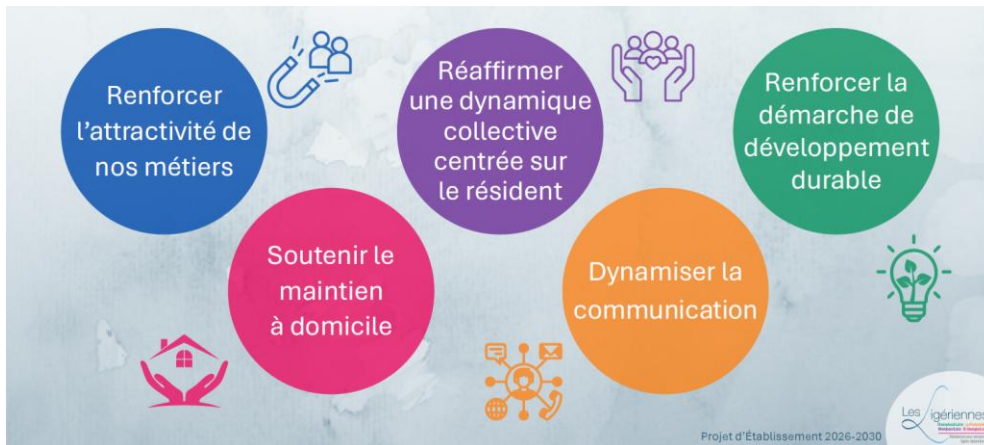 Renforcer
l'attractivité de
nos métiers
Réaffirmer
une dynamique
collective
centrée sur
le résident
Renforcer la
démarche de
développement
durable
Soutenir le
maintien
à domicile
Dynamiser la
communication
Projet d'Établissement 2026-2030
Les Ligériennes